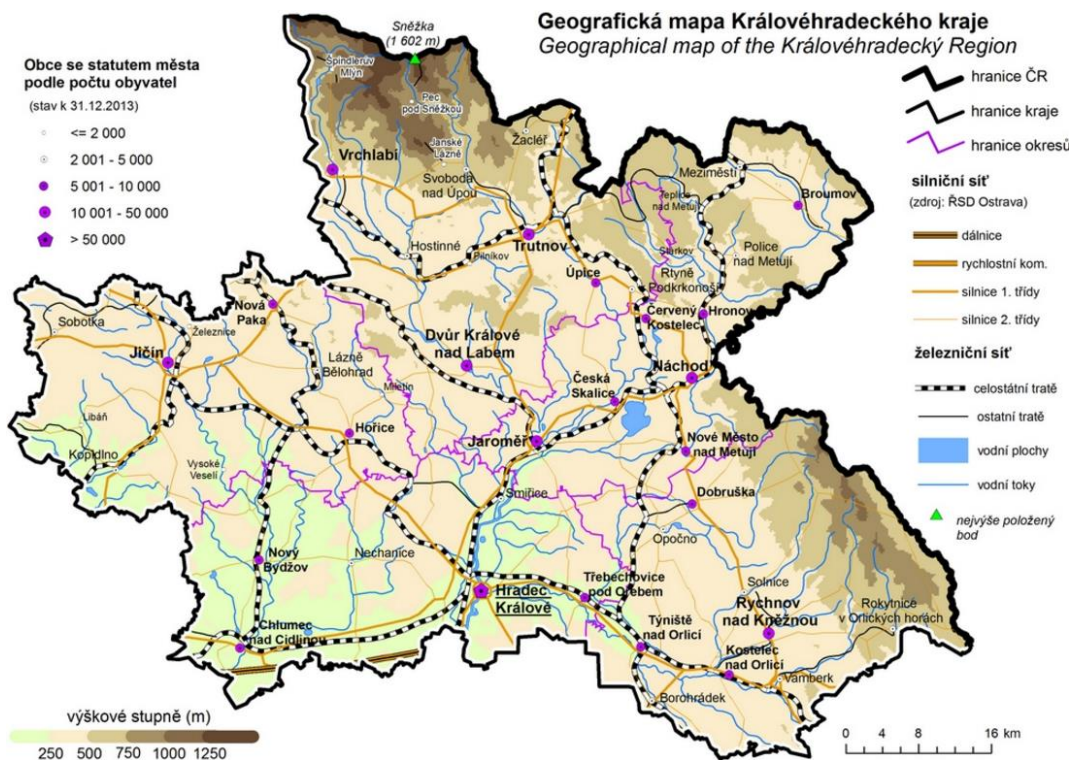 Geografická mapa Královéhradeckého kraje
Geographical map of the Královéhradecký Region
Obce se statutem města
podle počtu obyvatel
(stav k 31.12.2013)
<= 2 000
2 001 - 5 000
5 001 - 10 000
10 001 - 50 000
> 50 000
hranice ČR
hranice kraje
hranice okresů
silniční síť
(zdroj: ŘSD Ostrava)
dálnice
rychlostní kom.
silnice 1. třídy
silnice 2. třídy
železniční síť
celostátní tratě
ostatní tratě
vodní plochy
vodní toky
nejvýše položený
bod
Sněžka
(1 602 m)
Špindlerův
Mlýn
Pec
pod Sněžkou
Janské
Lázně
Žacléř
Vrchlabí
Svoboda
nad Úpou
Meziměstí
Broumov
Teplice
nad Metují
Hostinné
Trutnov
Pilníkov
Stárkov
Police
nad Metují
Úpice
Rtyně
Podkrkonoší
Nová
Paka
Červený
Kostelec
Hronov
Sobotka
Železnice
Jičín
Lázně
Bělohrad
Dvůr Králové
nad Labem
Miletín
Náchod
Česká
Skalice
Libáň
Kopidlno
Hořice
Jaroměř
Nové Město
nad Metují
Vysoké
Veselí
Smiřice
Dobruška
Opočno
Nový
Bydžov
Nechanice
Hradec
Králové
Třebechovice
pod Orebem
Solnice
Rychnov
nad Kněžnou
Rokytnice
v Orlických horách
Týniště
nad Orlicí
Chlumec
nad Cidlinou
Kostelec
nad Orlicí
Vamberk
Borohrádek
výškové stupně (m)
250 500 750 1000 1250
0 4 8 16 km